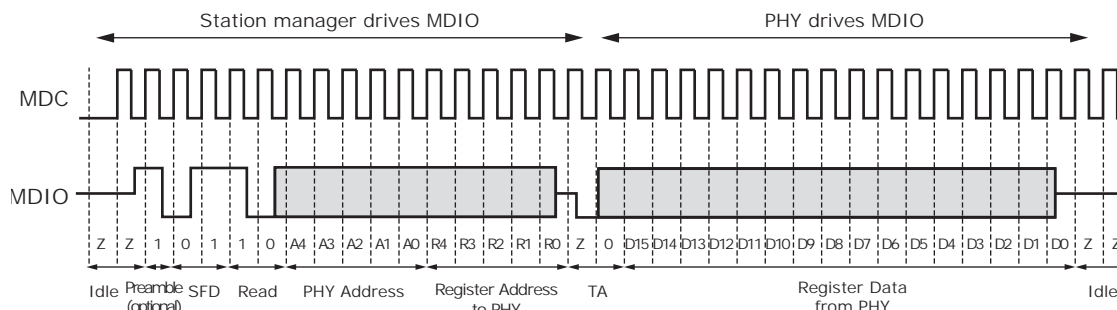 Station manager drives MDIO PHY drives MDIO
MDC
MDIO
Z Z 1 0 1 1 0 A4 A3 A2 A1 A0 R4 R3 R2 R1 R0 Z 0 D15 D14 D13 D12 D11 D10 D9 D8 D7 D6 D5 D4 D3 D2 D1 D0 Z Z
Idle Preamble SFD Read PHY Address Register Address TA Register Data Idle
(optional) to PHY from PHY